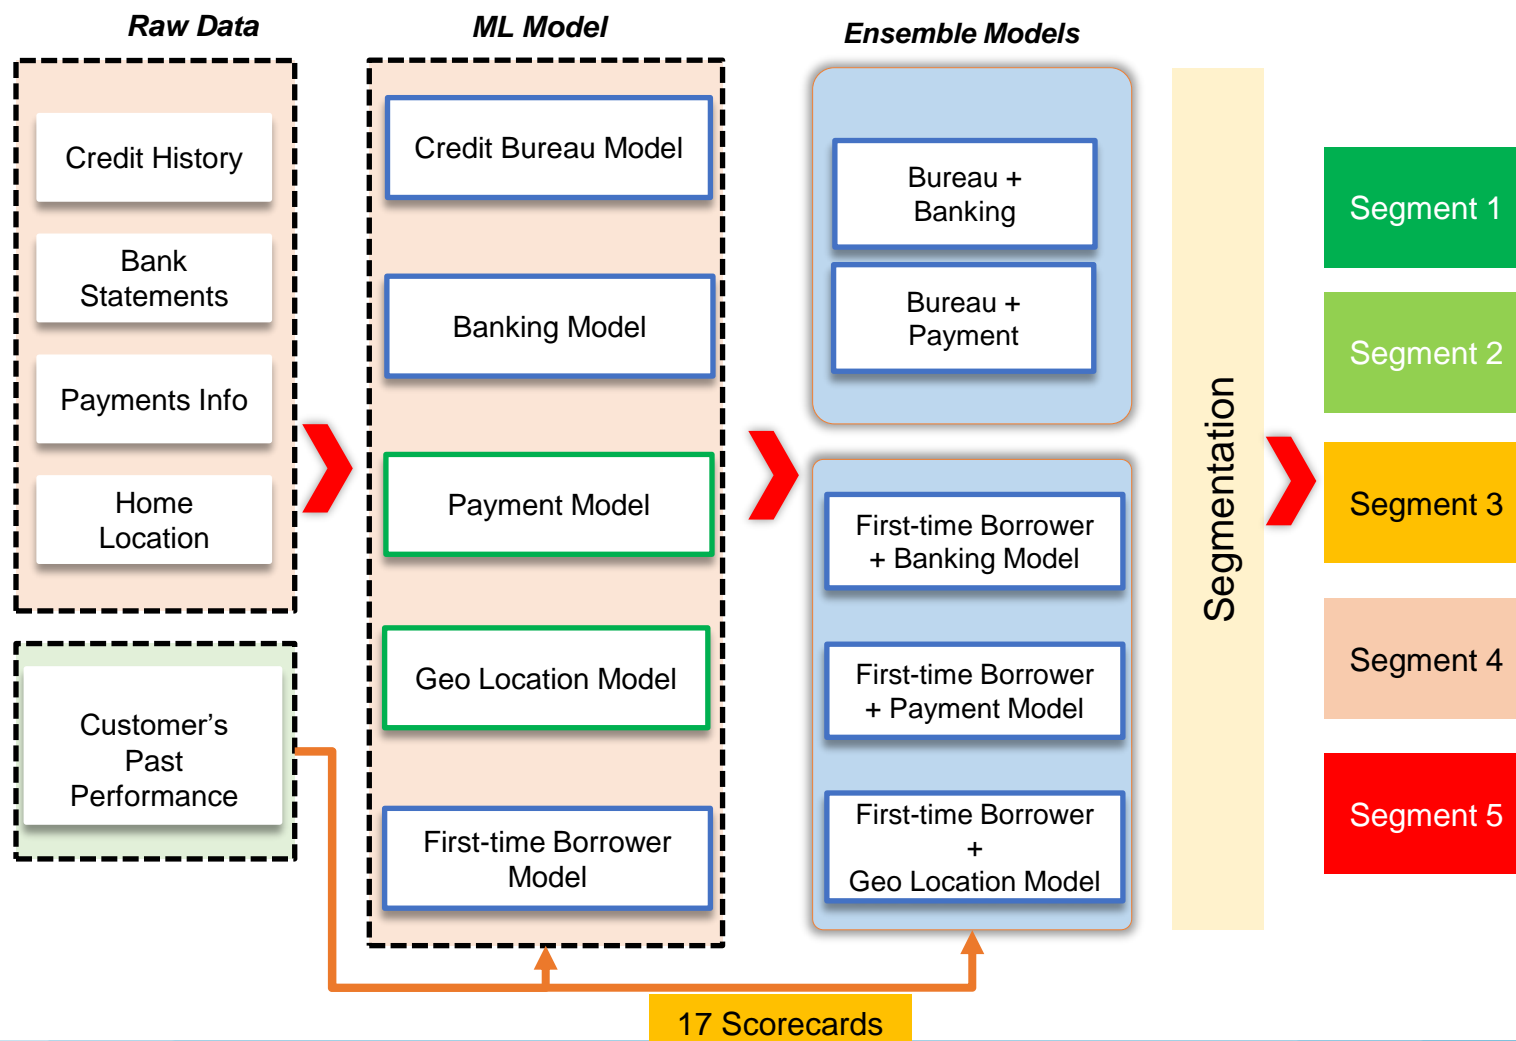 Raw Data
ML Model
Ensemble Models
Credit History
Bank
Statements
Payments Info
Home
Location
Customer’s
Past
Performance
Credit Bureau Model
Banking Model
Payment Model
Geo Location Model
First-time Borrower
Model
Bureau +
Banking
Bureau +
Payment
First-time Borrower
+ Banking Model
First-time Borrower
+ Payment Model
First-time Borrower
+
Geo Location Model
Segmentation
Segment 1
Segment 2
Segment 3
Segment 4
Segment 5
17 Scorecards